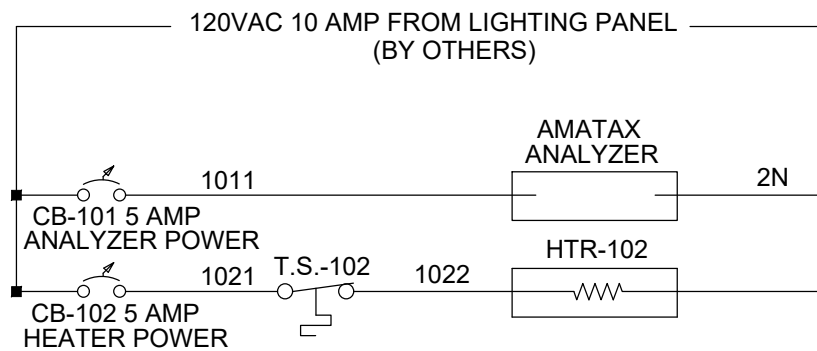 120VAC 10 AMP FROM LIGHTING PANEL
(BY OTHERS)
AMATAX
ANALYZER
1011
2N
CB-101 5 AMP
ANALYZER POWER
HTR-102
1021
T.S.-102
1022
CB-102 5 AMP
HEATER POWER